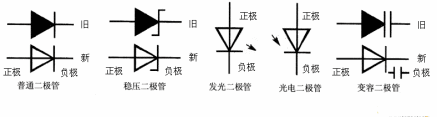 旧
新
正极 负极
普通二极管
旧
新
正极 负极
稳压二极管
正极
负极
发光二极管
正极
负极
光电二极管
旧
新
正极 负极
变容二极管